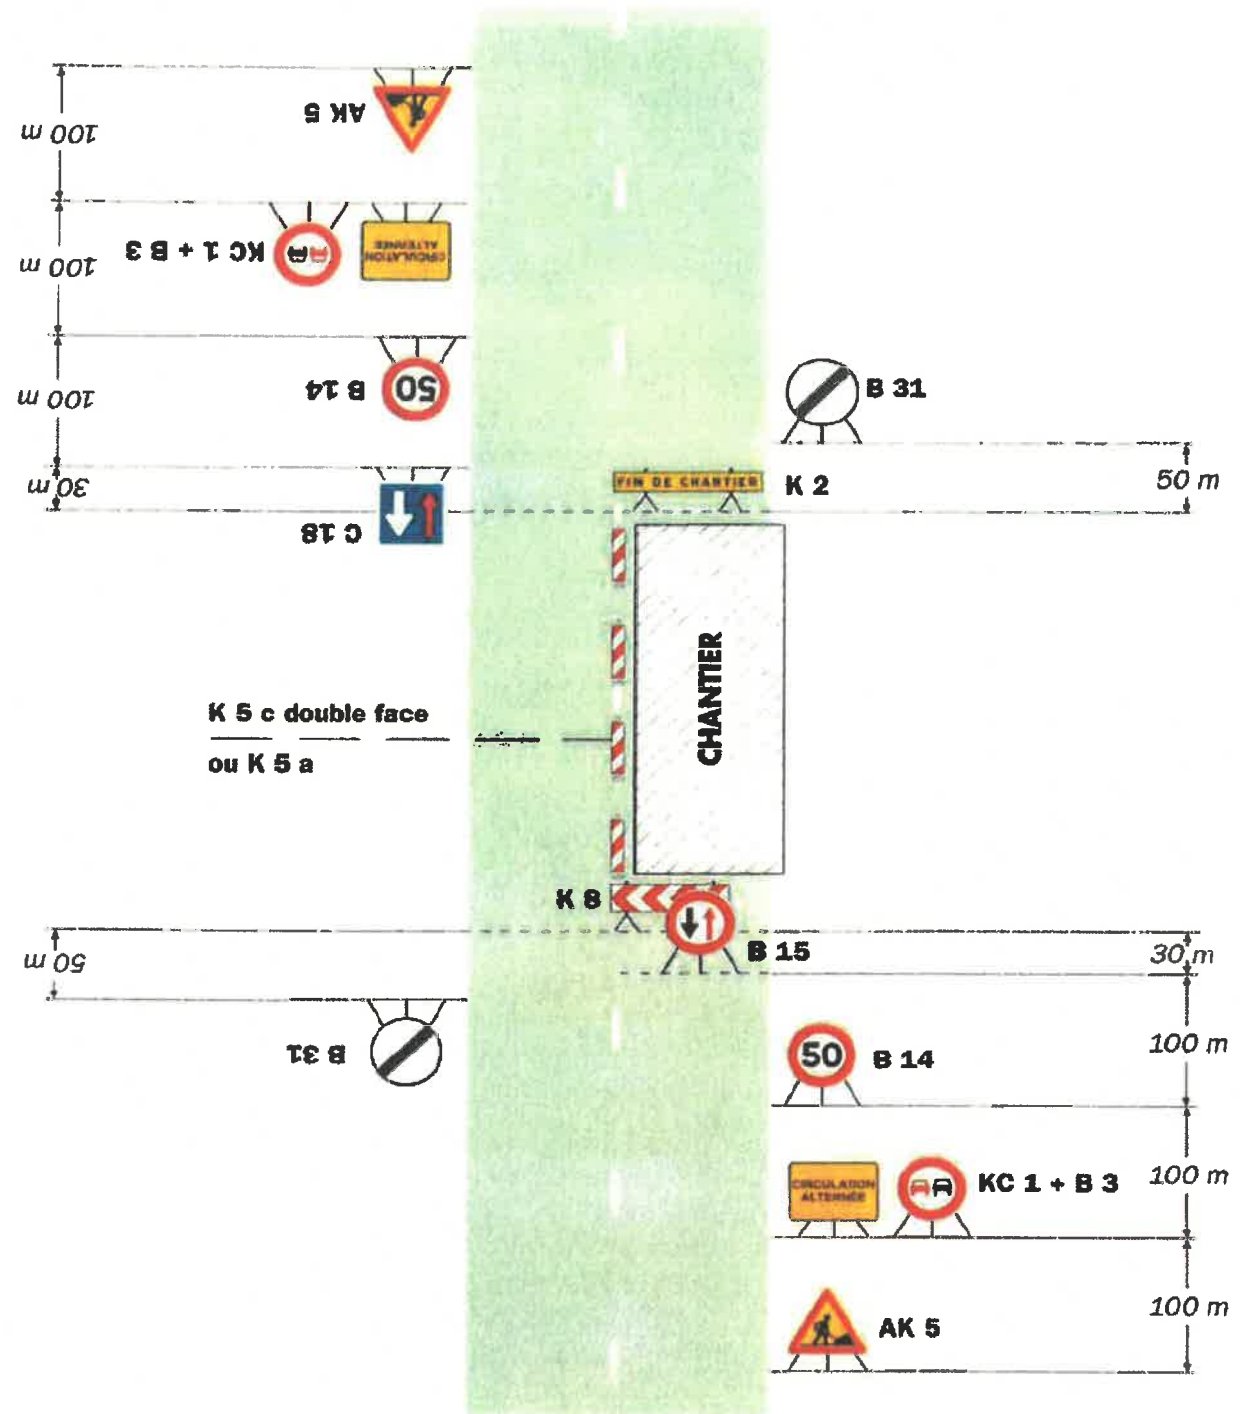 100 m
AK 5
100 m
KC 1 + B 3
CIRCULATION
ALTERNÉE
100 m
B 14
50
B 31
30 m
C 18
FIN DE CHANTIER
K 2
50 m
CHANTIER
K 5 c double face
ou K 5 a
K 8
B 15
30 m
50 m
B 31
50
B 14
100 m
CIRCULATION
ALTERNÉE
KC 1 + B 3
100 m
AK 5
100 m